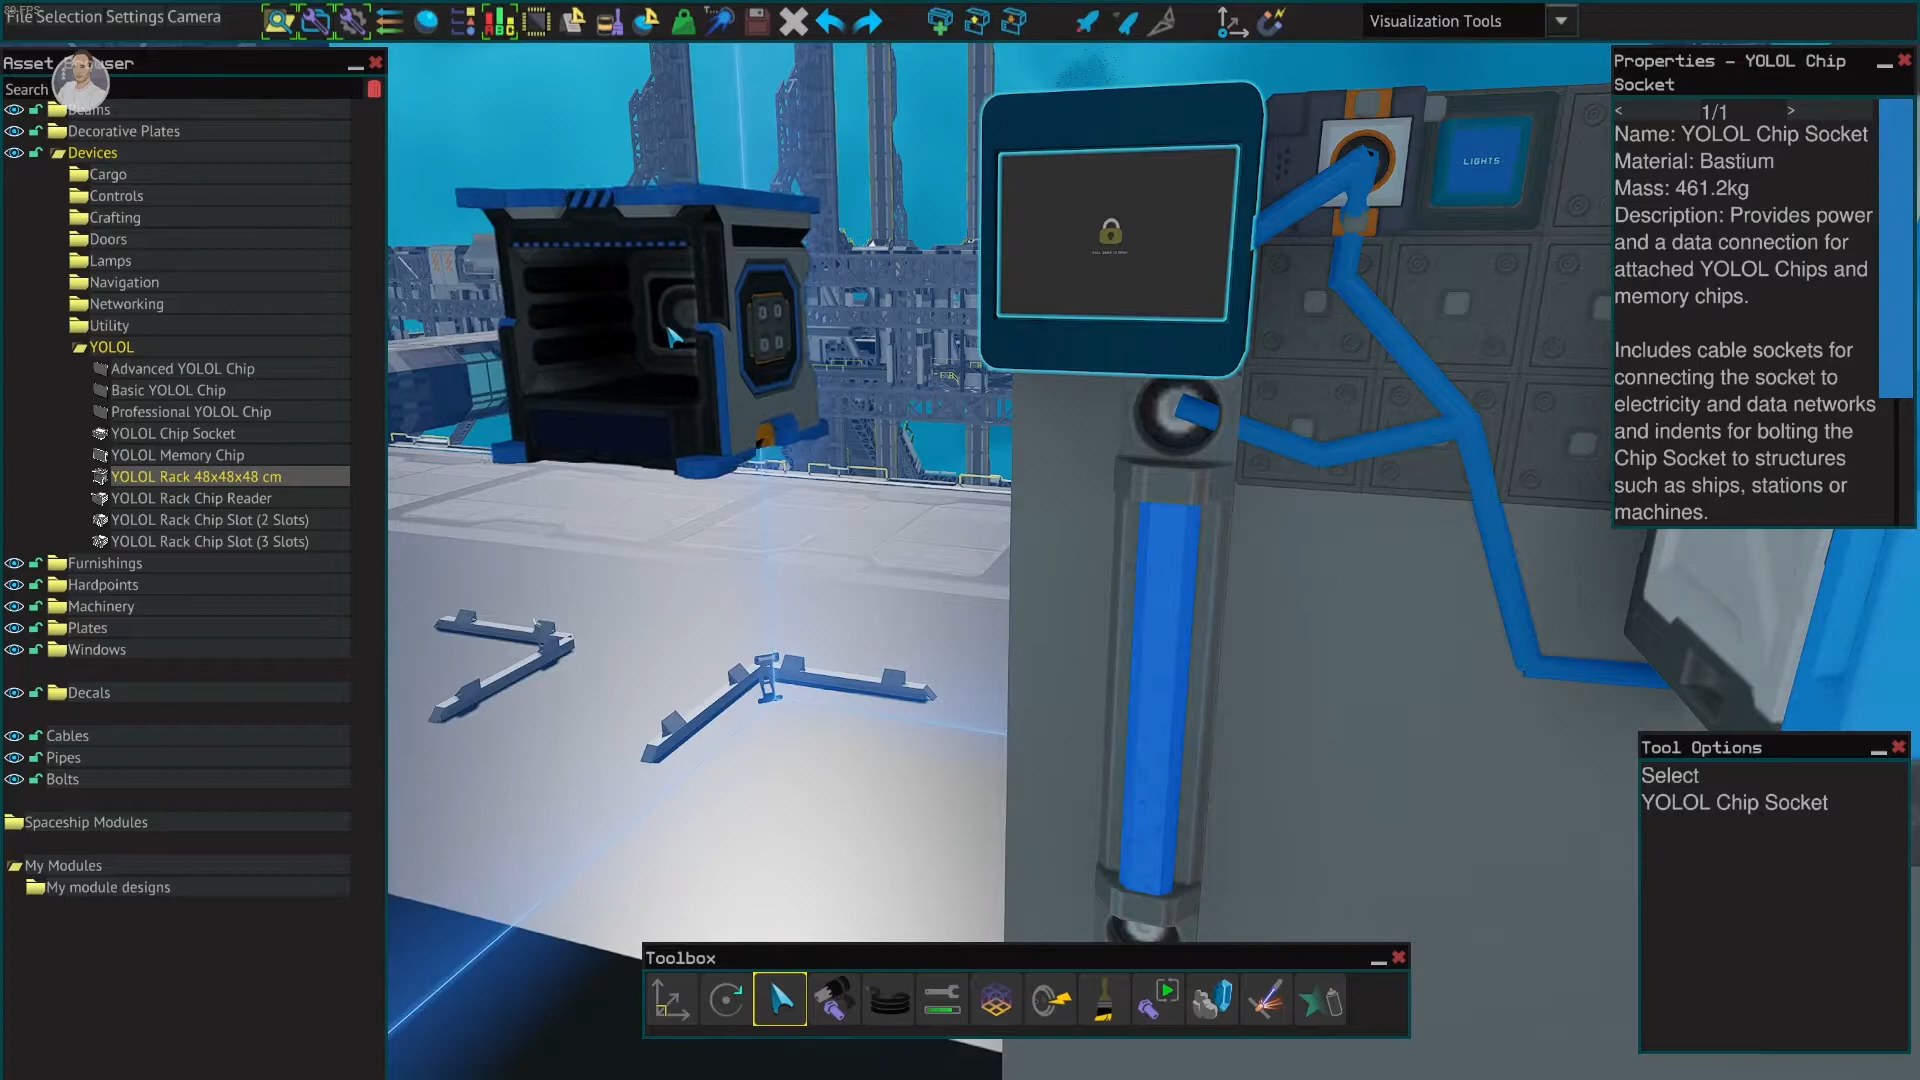 File Selection Settings Camera
Visualization Tools
Asset Browser
Search
Beams
Decorative Plates
Devices
Cargo
Controls
Crafting
Doors
Lamps
Navigation
Networking
Utility
YOLOL
Advanced YOLOL Chip
Basic YOLOL Chip
Professional YOLOL Chip
YOLOL Chip Socket
YOLOL Memory Chip
YOLOL Rack 48x48x48 cm
YOLOL Rack Chip Reader
YOLOL Rack Chip Slot (2 Slots)
YOLOL Rack Chip Slot (3 Slots)
Furnishings
Hardpoints
Machinery
Plates
Windows
Decals
Cables
Pipes
Bolts
Spaceship Modules
My Modules
My module designs
LIGHTS
Properties - YOLOL Chip
Socket
< 1/1 >
Name: YOLOL Chip Socket
Material: Bastium
Mass: 461.2kg
Description: Provides power
and a data connection for
attached YOLOL Chips and
memory chips.
Includes cable sockets for
connecting the socket to
electricity and data networks
and indents for bolting the
Chip Socket to structures
such as ships, stations or
machines.
Tool Options
Select
YOLOL Chip Socket
Toolbox